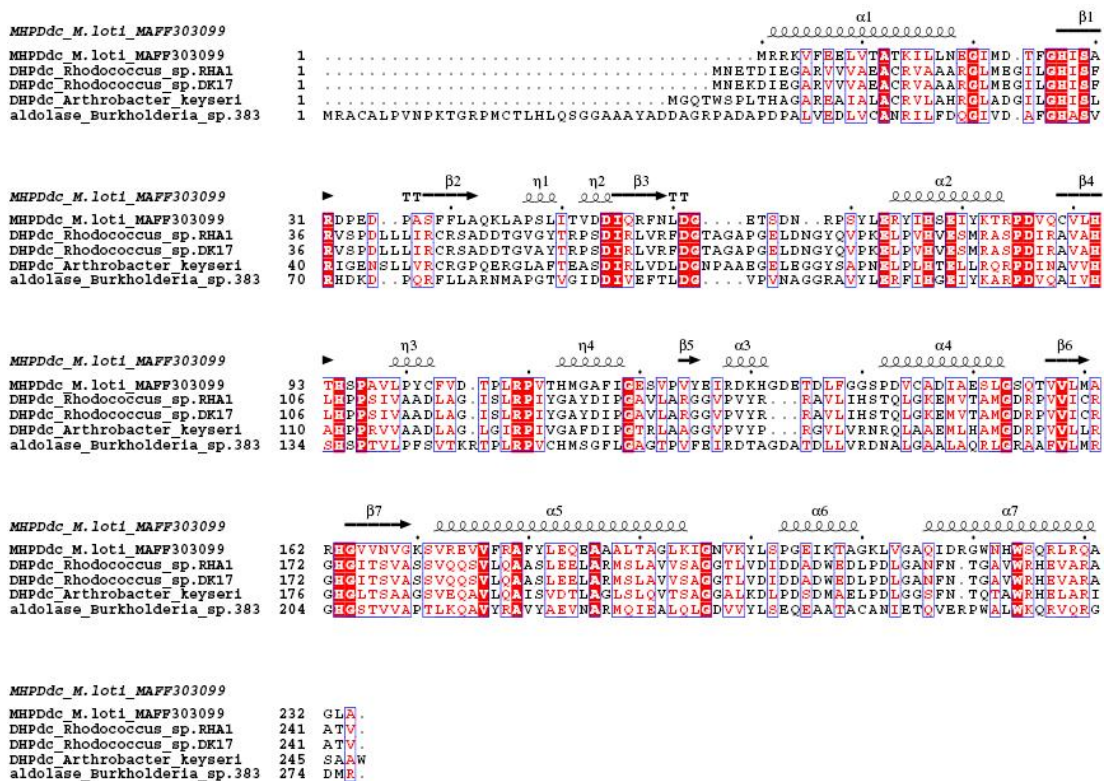 MHPDdc_M.loti_MAFF303099 α1 β1
MHPDdc_M.loti_MAFF303099 1 ............................................MRRKVFEELVTATKILLNEGIMD.TFGHISA
DHPdc_Rhodococcus_sp.RHA1 1 .......................................MNETDIEGARVVVAEACRVAAARGLMEGILGHISF
DHPdc_Rhodococcus_sp.DK17 1 .......................................MNEKDIEGARVVVAEACRVAAARGLMEGILGHISF
DHPdc_Arthrobacter_keyseri 1 ...................................MGQTWSPLTHAGAREAIALACRVLAHRGLADGILGHISL
aldolase_Burkholderia_sp.383 1 MRACALPVNPKTGRPMCTLHLQSGGAAAYADDAGRPADAPDPALVEDLVCANRILFDQGIVD.AFGHASV
MHPDdc_M.loti_MAFF303099 TT β2 η1 η2 β3 TT α2 β4
MHPDdc_M.loti_MAFF303099 31 RDPED..PASFFLAQKLAPSLITVDDIQRFNLDG....ETSDN..RPSYLERYIHSEIYKTRPDVQCVLH
DHPdc_Rhodococcus_sp.RHA1 36 RVSPDLLLIRCRSADDTGVGYTRPSDIRLVRFDGTAGAPGELDNGYQVPKELPVHVESMRASPDIRAVAH
DHPdc_Rhodococcus_sp.DK17 36 RVSPDLLLIRCRSADDTGVAYTRPSDIRLVRFDGTAGAPGELDNGYQVPKELPVHVESMRASPDIRAVAH
DHPdc_Arthrobacter_keyseri 40 RIGENSLLVRCRGPQERGLAFTEASDIRLVDLDGNPAAEGELEGGYSAPNELPLHTELLRQRPDINAVVH
aldolase_Burkholderia_sp.383 70 RHDKD..PQRFLLARNMAPGTVGIDDIVEFTLDG....VPVNAGGRAVYLERFIHGEIYKARPDVQAIVH
MHPDdc_M.loti_MAFF303099 η3 η4 β5 α3 α4 β6
MHPDdc_M.loti_MAFF303099 93 THSPAVLPYCFVD.TPLRPVTHMGAFIGESVPVYEIRDKHGDETDLFGGSPDVCADIAESLGSQTVVLMA
DHPdc_Rhodococcus_sp.RHA1 106 LHPPSIVAADLAG.ISLRPIYGAYDIPGAVLARGGVPVYR...RAVLIHSTQLGKEMVTAMGDRPVVICR
DHPdc_Rhodococcus_sp.DK17 106 LHPPSIVAADLAG.ISLRPIYGAYDIPGAVLARGGVPVYR...RAVLIHSTQLGKEMVTAMGDRPVVICR
DHPdc_Arthrobacter_keyseri 110 AHPPRVVAADLAG.LGIRPIVGAFDIPGTRLAAGGVPVYP...RGVLVRNRQLAAEMLHAMGDRPVVLLR
aldolase_Burkholderia_sp.383 134 SHSPTVLPFSVTKRTPLRPVCHMSGFLGAGTPVFEIRDTAGDATDLLVRDNALGAALAQRLGRAAFVLMR
MHPDdc_M.loti_MAFF303099 β7 α5 α6 α7
MHPDdc_M.loti_MAFF303099 162 RHGVVNVGKSVREVVFRAFYLEQEAAALTAGLKIGNVKYLSPGEIKTAGKLVGAQIDRGWNHWSQRLRQA
DHPdc_Rhodococcus_sp.RHA1 172 GHGITSVASSVQQSVLQAASLEELARMSLAVVSAGGTLVDIDDADWEDLPDLGANFN.TGAVWRHEVARA
DHPdc_Rhodococcus_sp.DK17 172 GHGITSVASSVQQSVLQAASLEELARMSLAVVSAGGTLVDIDDADWEDLPDLGANFN.TGAVWRHEVARA
DHPdc_Arthrobacter_keyseri 176 GHGLTSAAGSVEQAVLQAISVDTLAGLSLQVTSAGGKLKDLPDSDMAELPDLGGSFN.TQTAWRHELARI
aldolase_Burkholderia_sp.383 204 GHGSTVVAPTLKQAVYRAVYAEVNARMQIEALQLGDVVYLSEQEAATACANIETQVERPWALWKQRVQRG
MHPDdc_M.loti_MAFF303099
MHPDdc_M.loti_MAFF303099 232 GLA.
DHPdc_Rhodococcus_sp.RHA1 241 ATV.
DHPdc_Rhodococcus_sp.DK17 241 ATV.
DHPdc_Arthrobacter_keyseri 245 SAAW
aldolase_Burkholderia_sp.383 274 DMR.